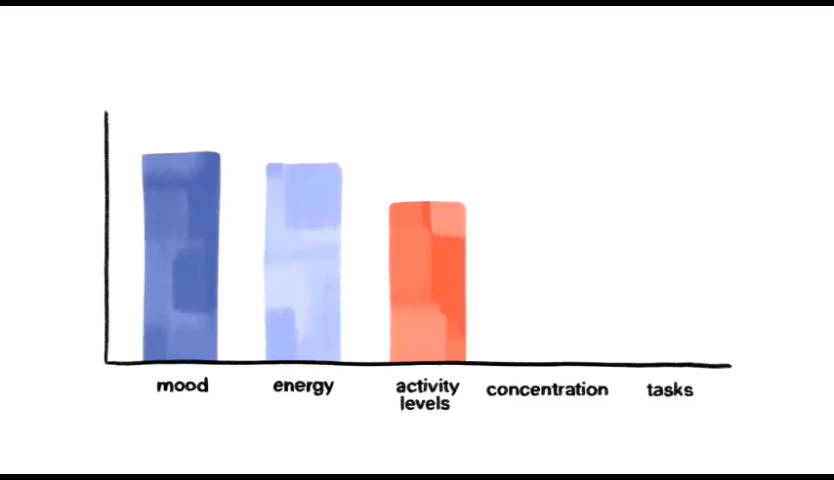 mood
energy
activity
levels
concentration
tasks